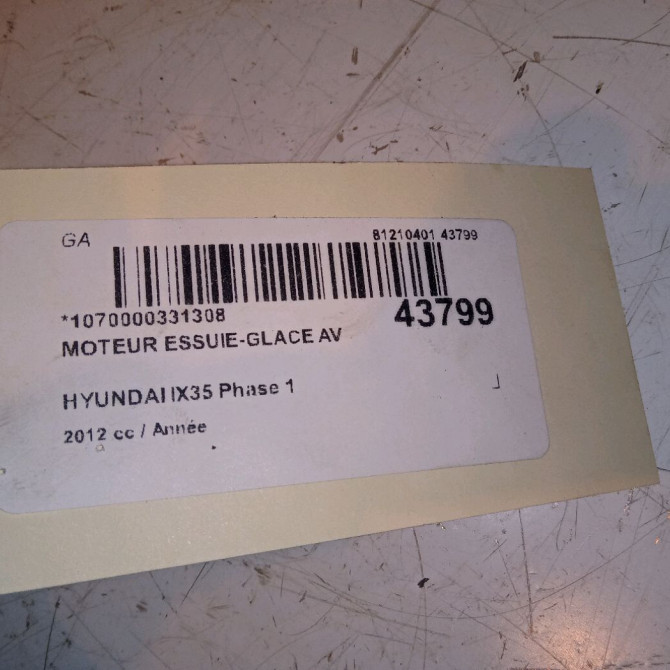 GA 81210401 43799
*1070000331308 43799
MOTEUR ESSUIE-GLACE AV
HYUNDAI IX35 Phase 1
2012 cc / Année